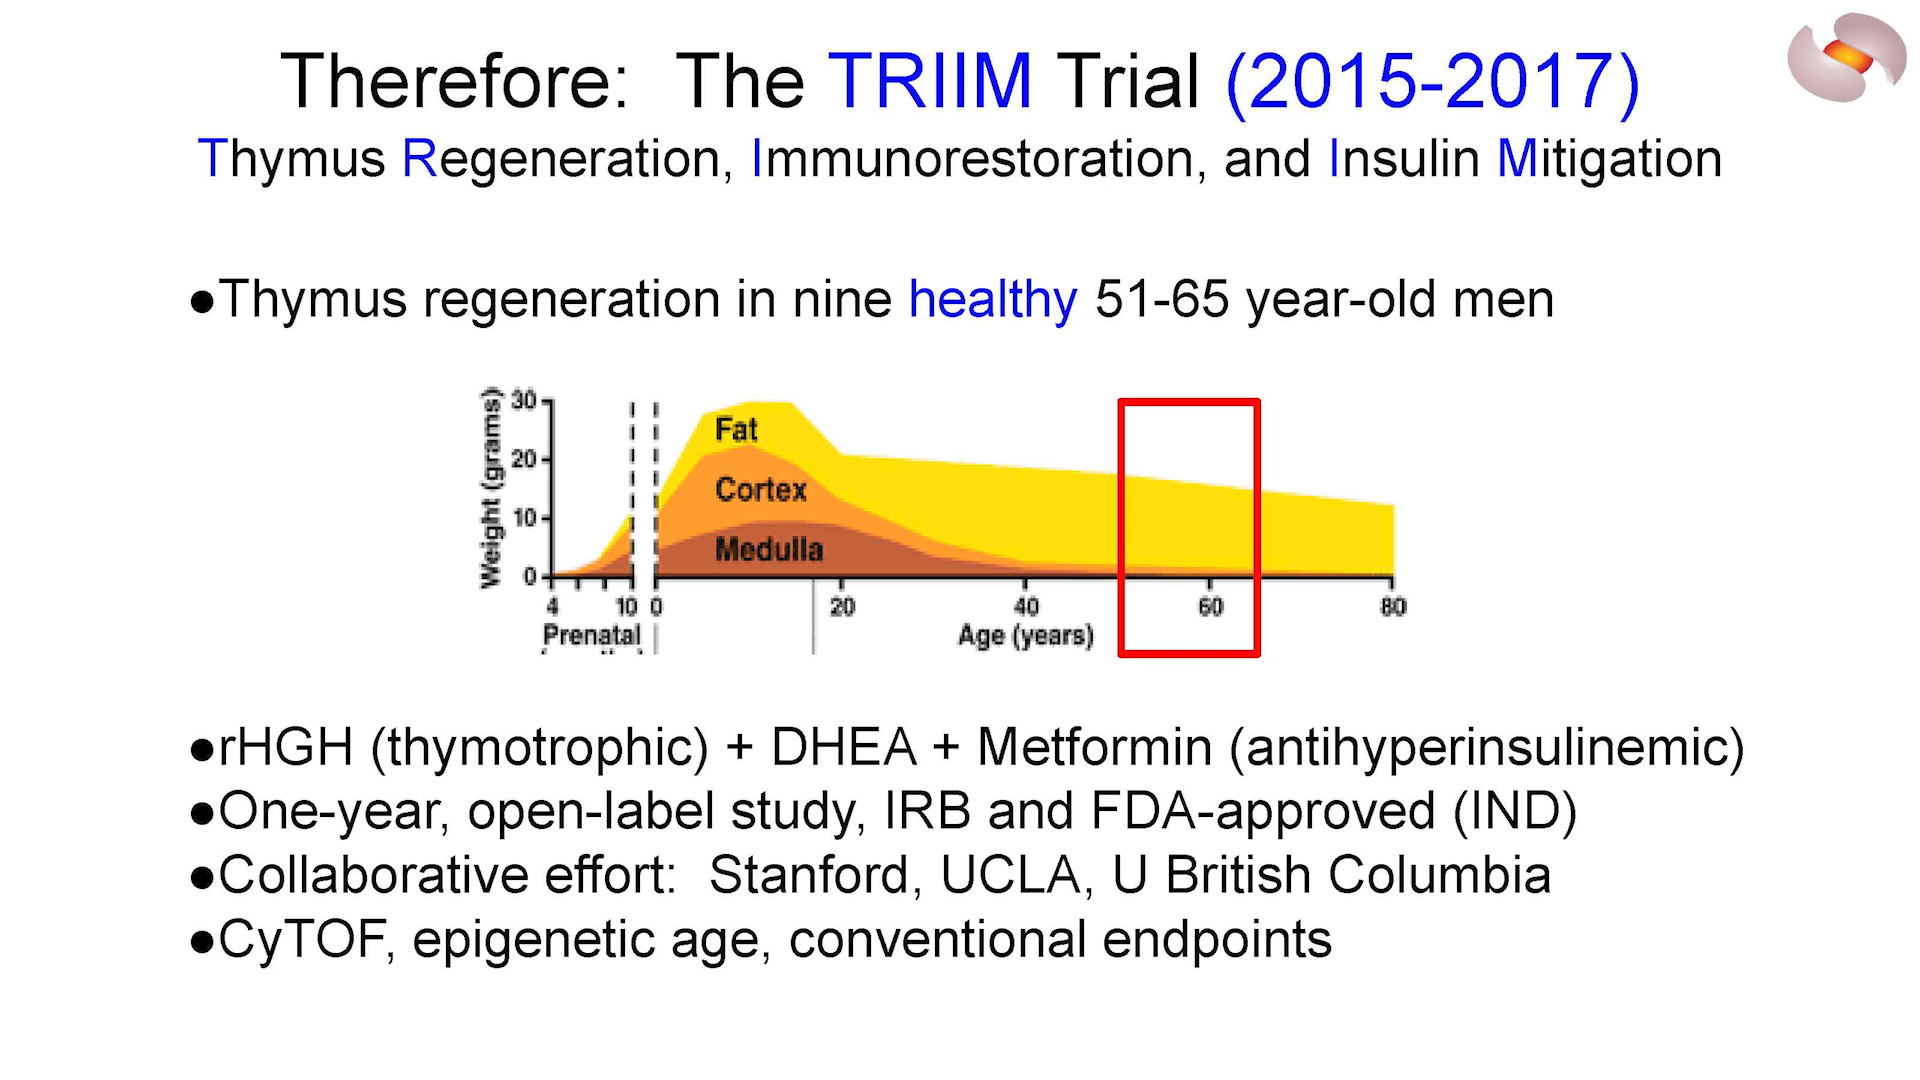 Therefore: The TRIIM Trial (2015-2017)
Thymus Regeneration, Immunorestoration, and Insulin Mitigation
●Thymus regeneration in nine healthy 51-65 year-old men
Weight (grams)
30
20
10
0
Fat
Cortex
Medulla
4 10 0 20 40 60 80
Prenatal Age (years)
●rHGH (thymotrophic) + DHEA + Metformin (antihyperinsulinemic)
●One-year, open-label study, IRB and FDA-approved (IND)
●Collaborative effort: Stanford, UCLA, U British Columbia
●CyTOF, epigenetic age, conventional endpoints